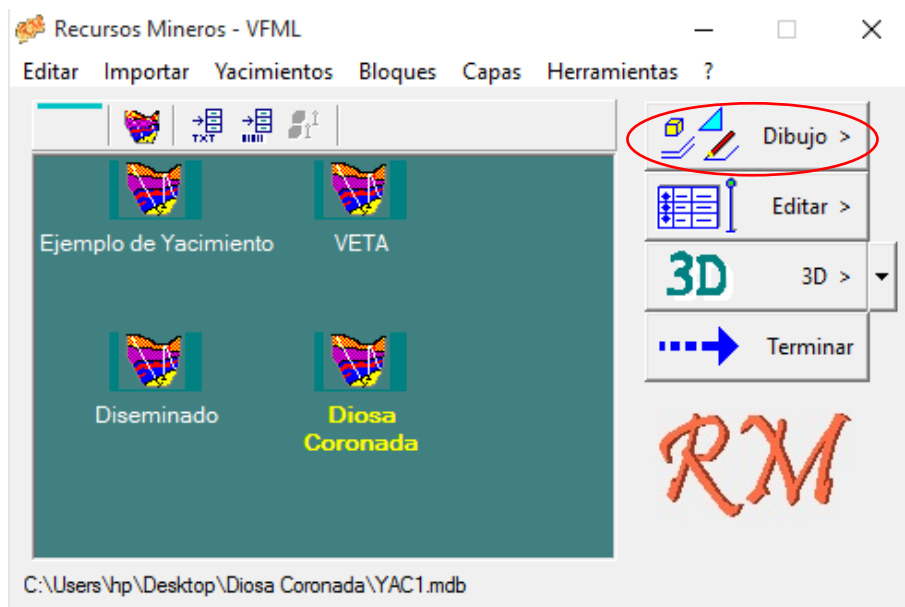 Recursos Mineros - VFML
Editar Importar Yacimientos Bloques Capas Herramientas ?
TXT
Dibujo >
Ejemplo de Yacimiento VETA
Editar >
3D 3D >
Terminar
Diseminado Diosa
Coronada
RM
C:\Users\hp\Desktop\Diosa Coronada\YAC1.mdb